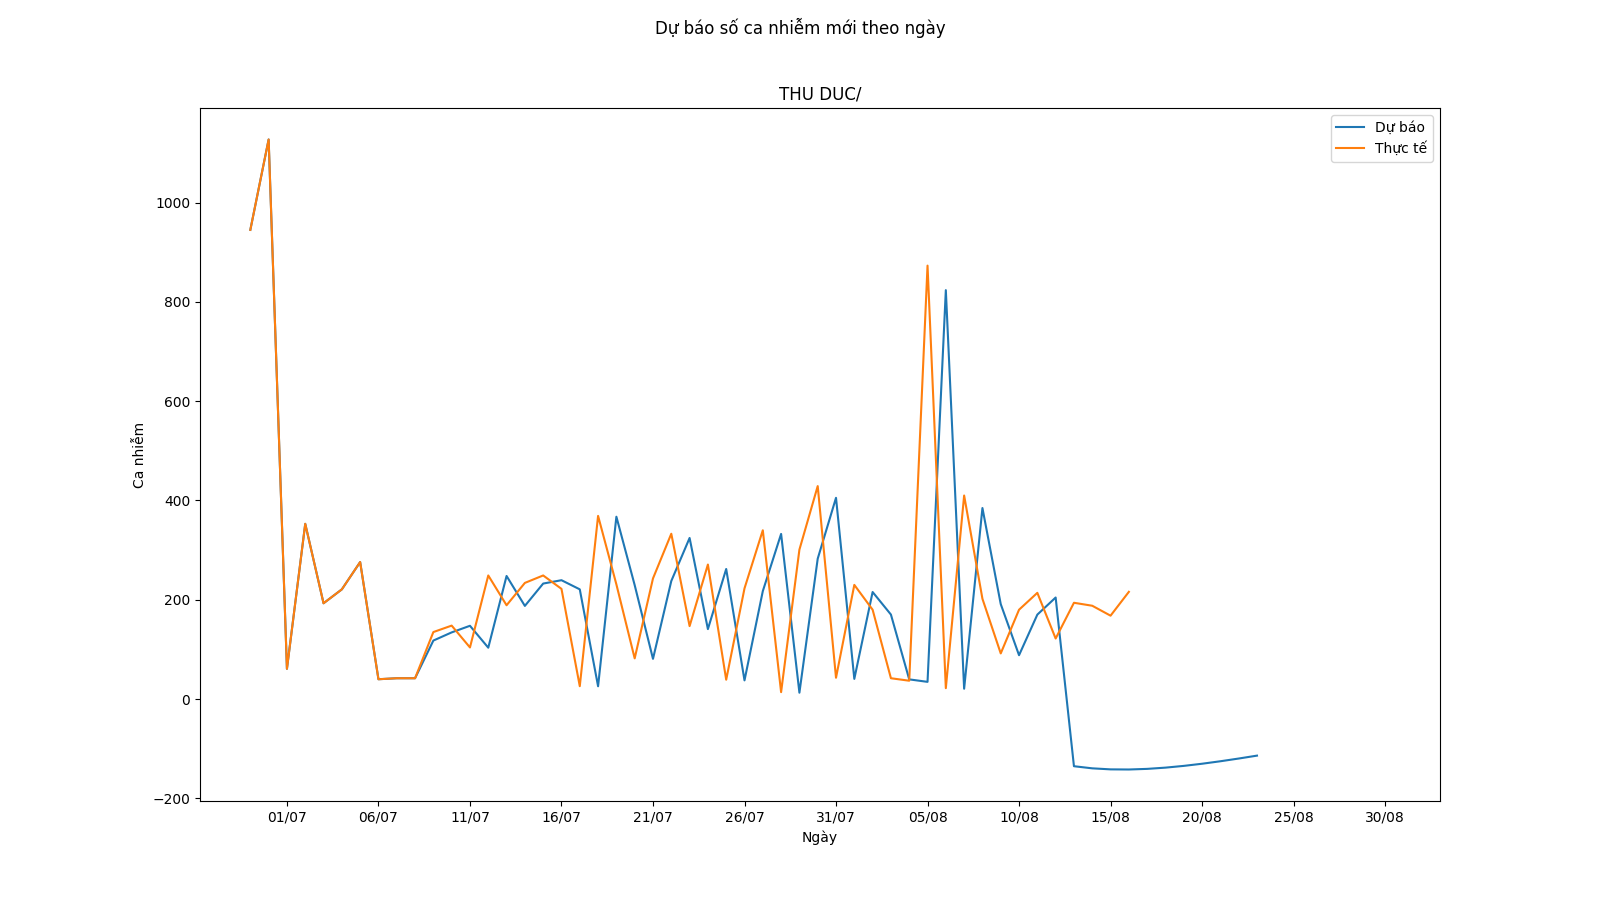 Dự báo số ca nhiễm mới theo ngày
THU DUC/
Dự báo
Thực tế
1000
800
600
400
200
0
−200
Ca nhiễm
01/07 06/07 11/07 16/07 21/07 26/07 31/07 05/08 10/08 15/08 20/08 25/08 30/08
Ngày